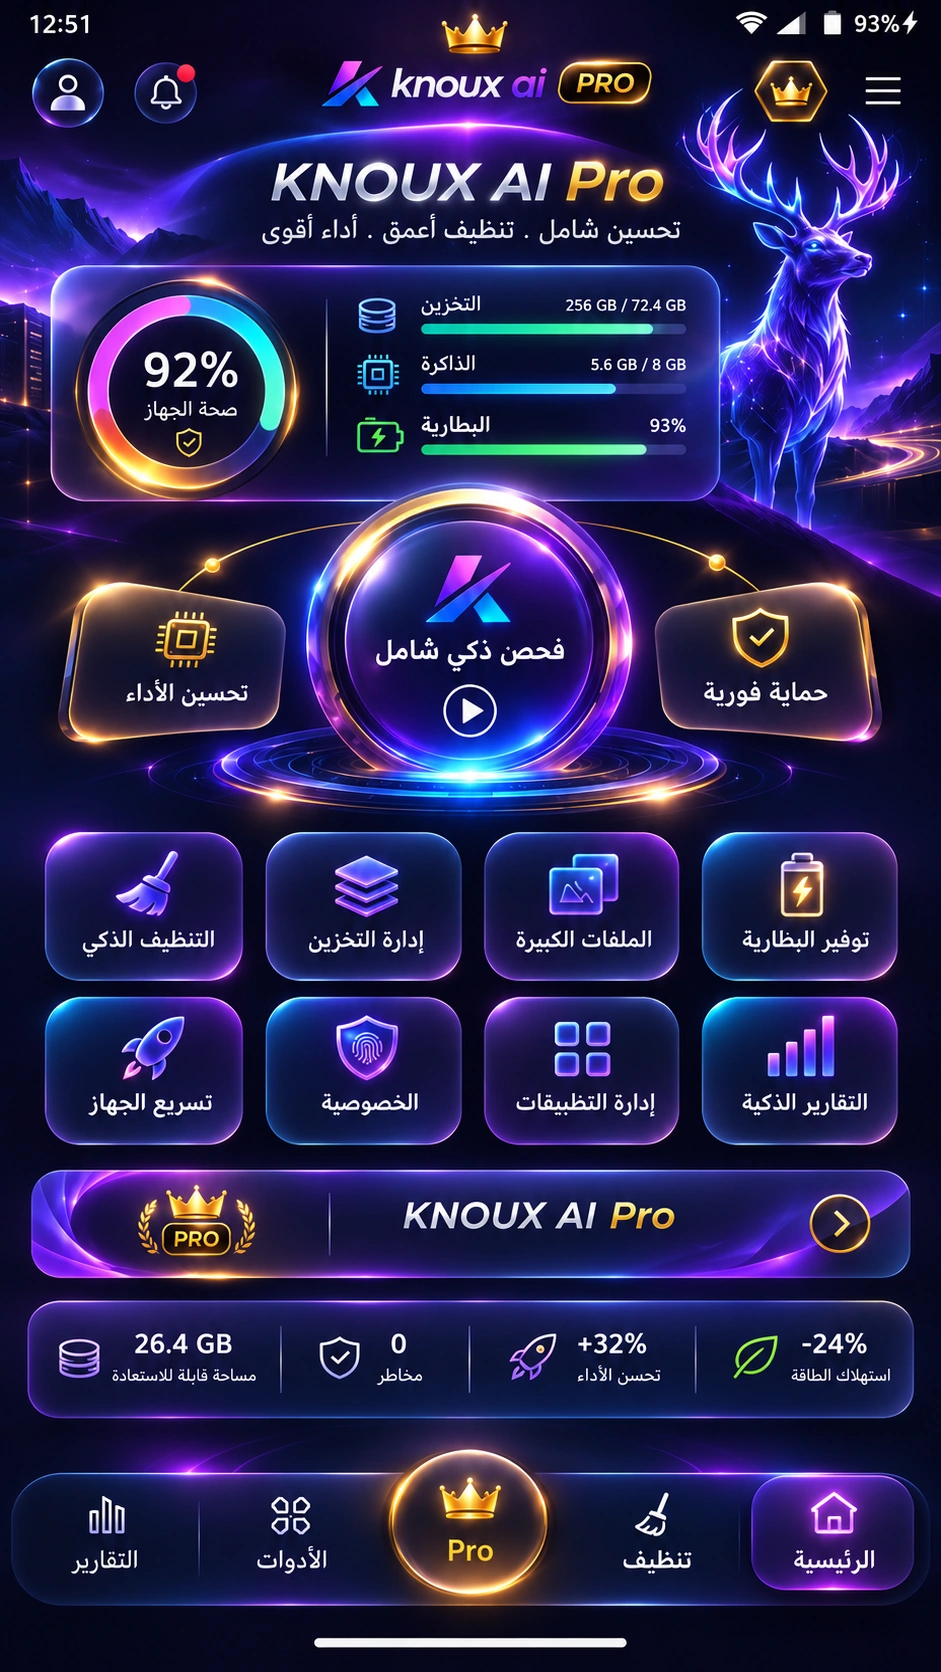 12:51
93%
knoux ai PRO
KNOUX AI Pro
تحسين شامل . تنظيف أعمق . أداء أقوى
92%
صحة الجهاز
التخزين
256 GB / 72.4 GB
الذاكرة
5.6 GB / 8 GB
البطارية
93%
حماية فورية
فحص ذكي شامل
تحسين الأداء
توفير البظارية
الملفات الكبيرة
إدارة التخزين
التنظيف الذكي
التقارير الذكية
إدارة التظبيقات
الخصوصية
تسريع الجهاز
PRO
KNOUX AI Pro
-24%
استهلاك الطاقة
+32%
تحسن الأداء
0
مخاطر
26.4 GB
مساحة قابلة للاستعادة
الرئيسية
تنظيف
Pro
الأدوات
التقارير